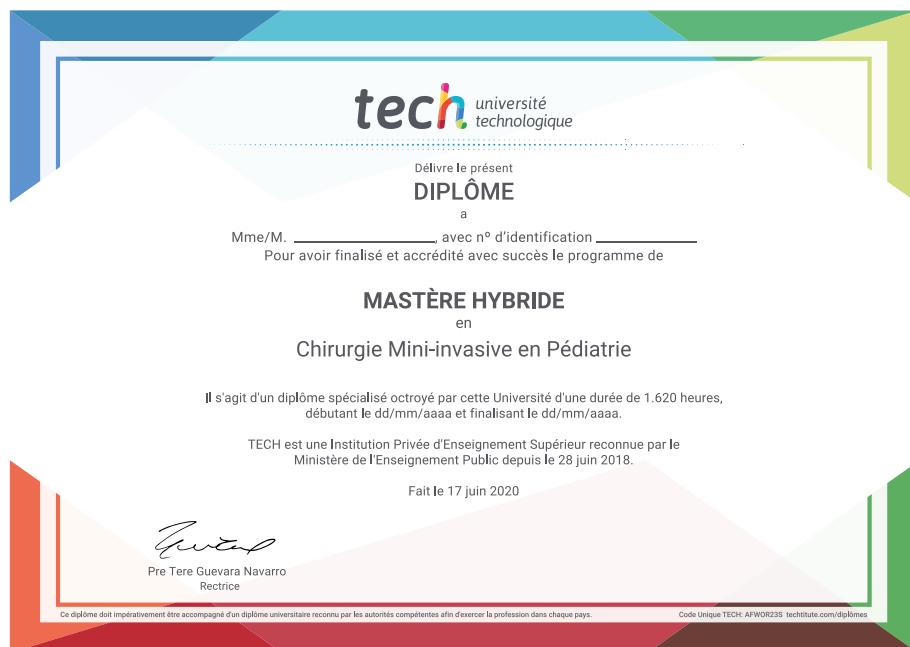 tech université
technologique
Délivre le présent
DIPLÔME
a
Mme/M. ____________________, avec nº d'identification ______________
Pour avoir finalisé et accrédité avec succès le programme de
MASTÈRE HYBRIDE
en
Chirurgie Mini-invasive en Pédiatrie
Il s'agit d'un diplôme spécialisé octroyé par cette Université d'une durée de 1.620 heures,
débutant le dd/mm/aaaa et finalisant le dd/mm/aaaa.
TECH est une Institution Privée d'Enseignement Supérieur reconnue par le
Ministère de l'Enseignement Public depuis le 28 juin 2018.
Fait le 17 juin 2020
Pre Tere Guevara Navarro
Rectrice
Ce diplôme doit impérativement être accompagné d'un diplôme universitaire reconnu par les autorités compétentes afin d'exercer la profession dans chaque pays.
Code Unique TECH: AFWOR23S techtitute.com/diplômes